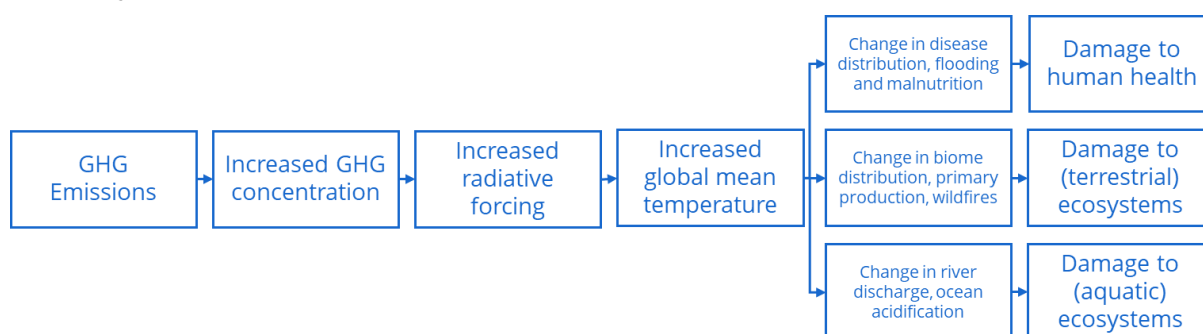 GHG
Emissions
Increased GHG
concentration
Increased
radiative
forcing
Increased
global mean
temperature
Change in disease
distribution, flooding
and malnutrition
Damage to
human health
Change in biome
distribution, primary
production, wildfires
Damage to
(terrestrial)
ecosystems
Change in river
discharge, ocean
acidification
Damage to
(aquatic)
ecosystems